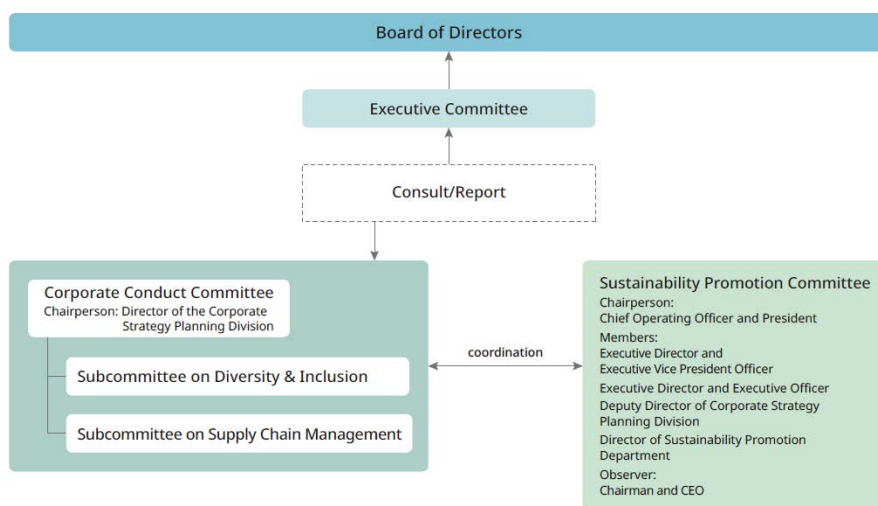 Board of Directors
Executive Committee
Consult/Report
Corporate Conduct Committee
Chairperson: Director of the Corporate
Strategy Planning Division
Subcommittee on Diversity & Inclusion
Subcommittee on Supply Chain Management
coordination
Sustainability Promotion Committee
Chairperson:
Chief Operating Officer and President
Members:
Executive Director and
Executive Vice President Officer
Executive Director and Executive Officer
Deputy Director of Corporate Strategy
Planning Division
Director of Sustainability Promotion
Department
Observer:
Chairman and CEO